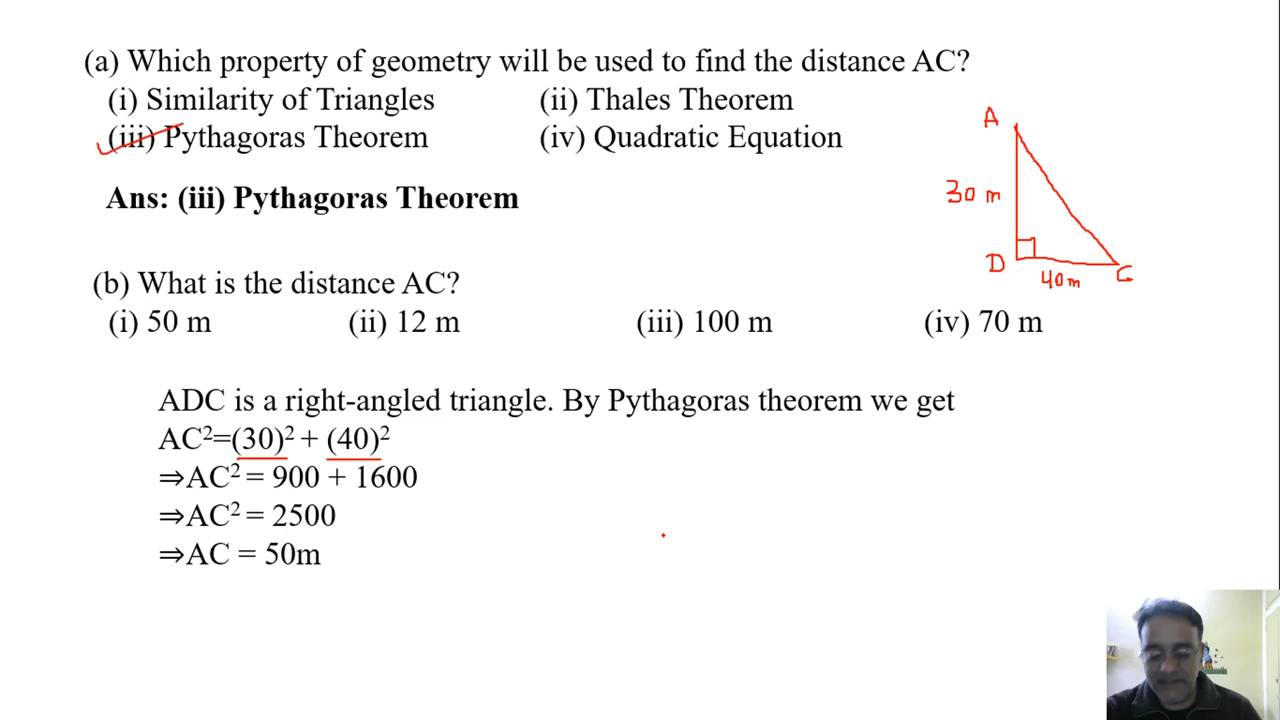 (a) Which property of geometry will be used to find the distance AC?
(i) Similarity of Triangles (ii) Thales Theorem
(iii) Pythagoras Theorem (iv) Quadratic Equation
Ans: (iii) Pythagoras Theorem
A
30 m
D
40m
C
(b) What is the distance AC?
(i) 50 m (ii) 12 m (iii) 100 m (iv) 70 m
ADC is a right-angled triangle. By Pythagoras theorem we get
AC²=(30)² + (40)²
⇒AC² = 900 + 1600
⇒AC² = 2500
⇒AC = 50m